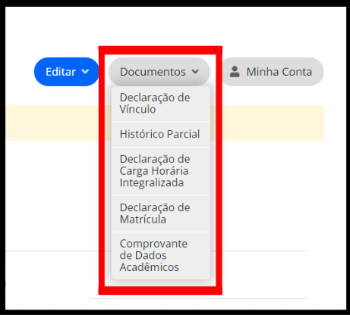 Editar
Documentos
Minha Conta
Declaração de
Vínculo
Histórico Parcial
Declaração de
Carga Horária
Integralizada
Declaração de
Matrícula
Comprovante
de Dados
Acadêmicos